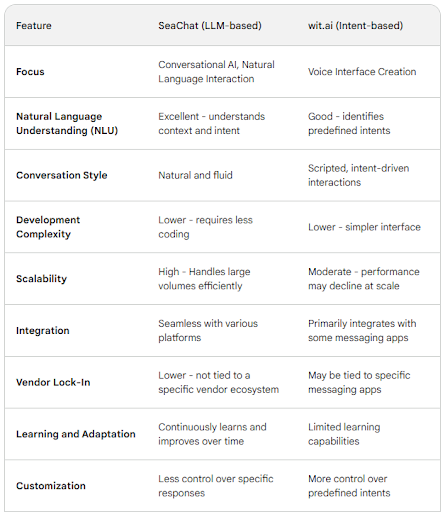 Feature SeaChat (LLM-based) wit.ai (Intent-based)
Focus
Conversational AI, Natural
Language Interaction
Voice Interface Creation
Natural Language
Understanding (NLU)
Excellent - understands
context and intent
Good - identifies
predefined intents
Conversation Style
Natural and fluid
Scripted, intent-driven
interactions
Development
Complexity
Lower - requires less
coding
Lower - simpler interface
Scalability
High - Handles large
volumes efficiently
Moderate - performance
may decline at scale
Integration
Seamless with various
platforms
Primarily integrates with
some messaging apps
Vendor Lock-In
Lower - not tied to a
specific vendor ecosystem
May be tied to specific
messaging apps
Learning and Adaptation
Continuously learns and
improves over time
Limited learning
capabilities
Customization
Less control over specific
responses
More control over
predefined intents